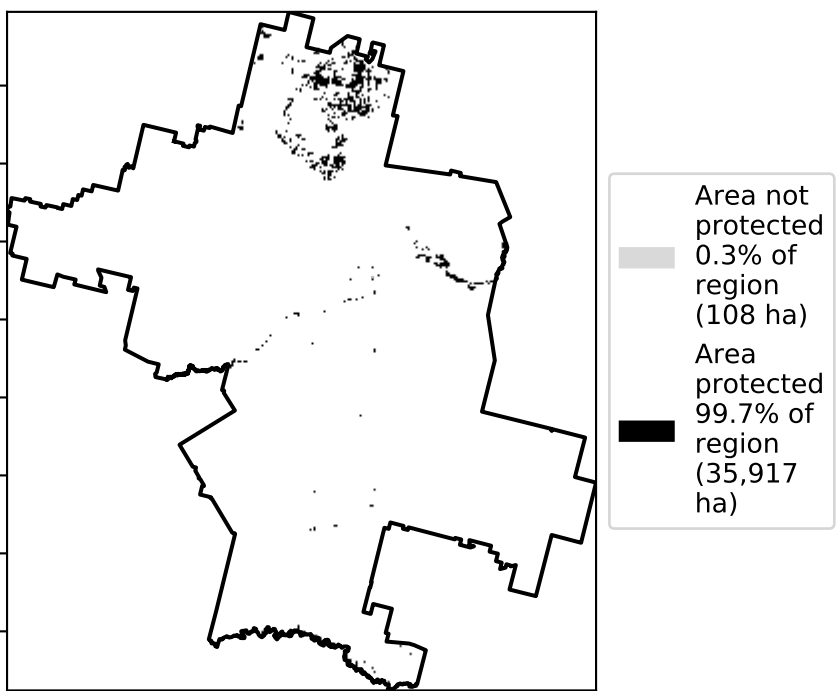 Area not
protected
0.3% of
region
(108 ha)
Area
protected
99.7% of
region
(35,917
ha)